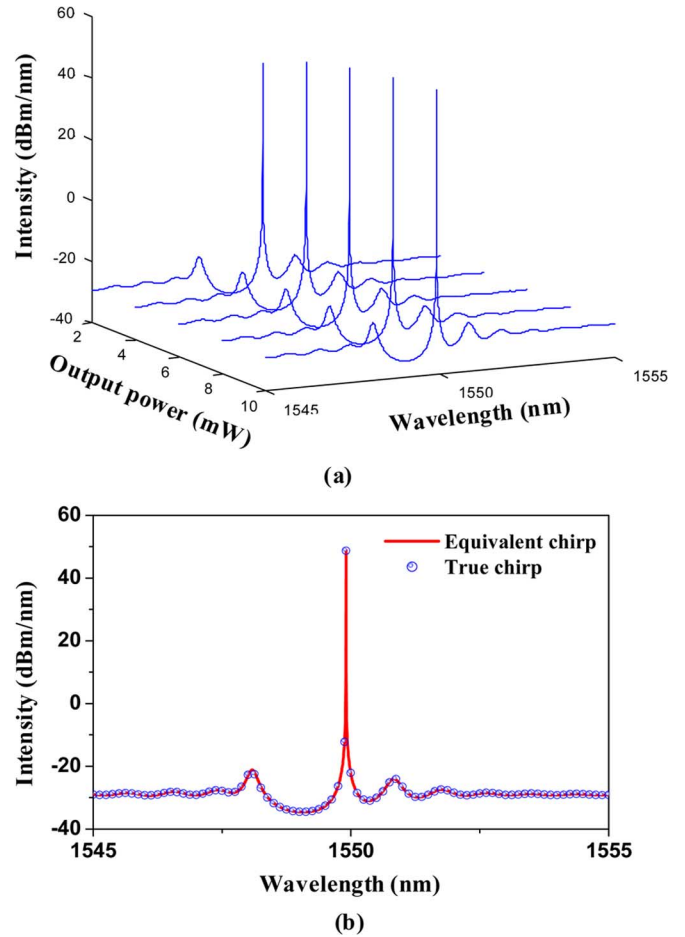 60
40
20
0
-20
-40
Intensity (dBm/nm)
2
4
6
8
10
Output power (mW)
1545
1550
1555
Wavelength (nm)
(a)
60
40
20
0
-20
-40
Intensity (dBm/nm)
Equivalent chirp
True chirp
1545
1550
1555
Wavelength (nm)
(b)